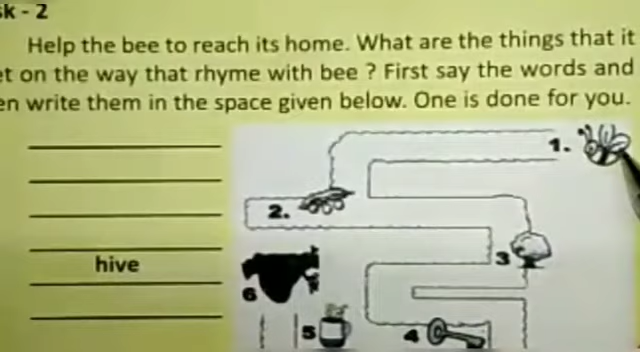 k - 2
Help the bee to reach its home. What are the things that it
et on the way that rhyme with bee ? First say the words and
en write them in the space given below. One is done for you.
1.
2.
3
hive
6
5
4